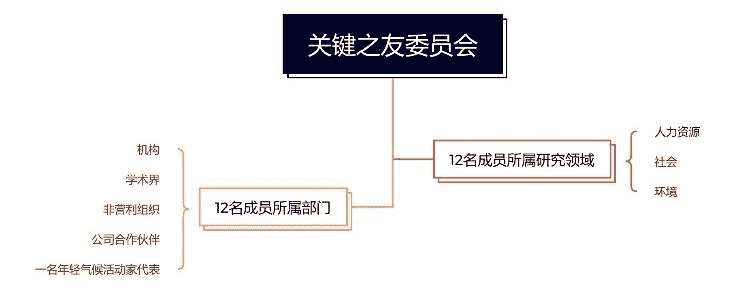 关键之友委员会
12名成员所属研究领域
人力资源
社会
环境
12名成员所属部门
机构
学术界
非营利组织
公司合作伙伴
一名年轻气候活动家代表